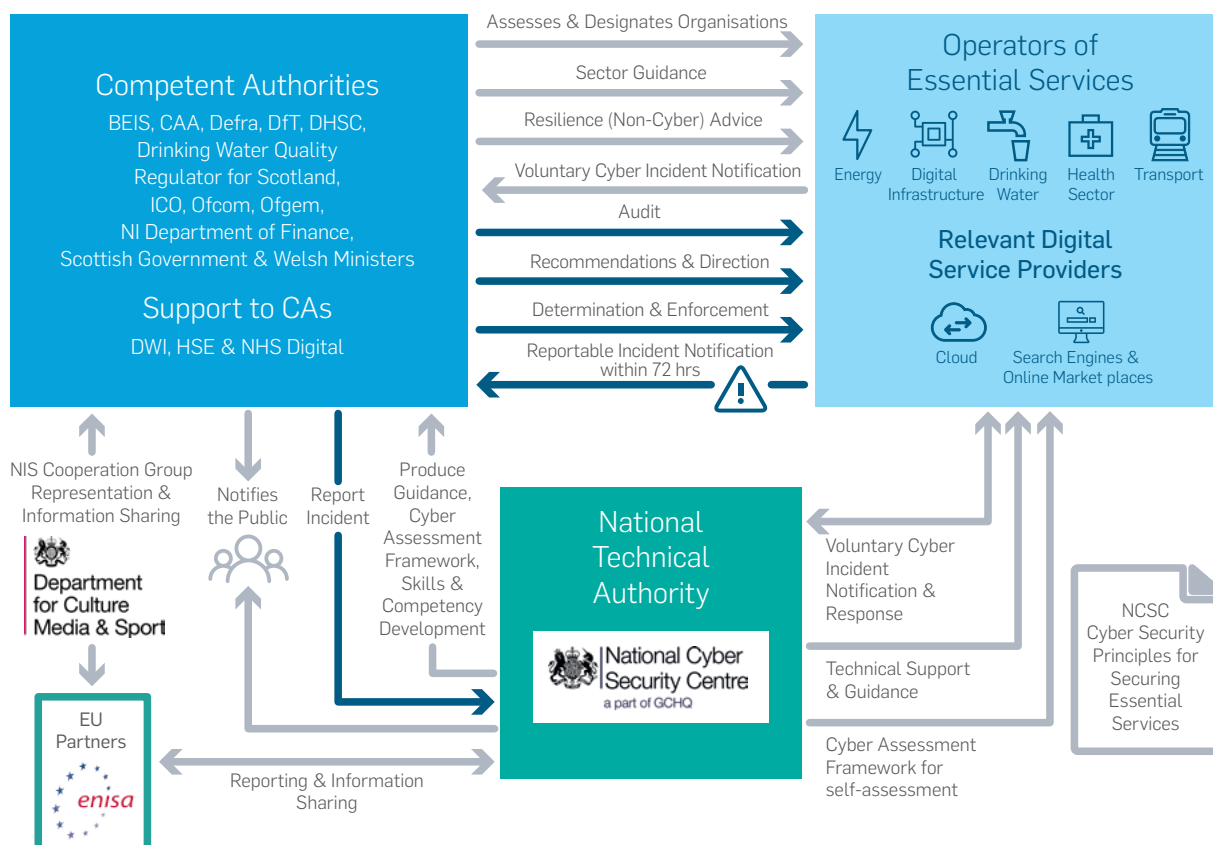 Competent Authorities
BEIS, CAA, Defra, DfT, DHSC,
Drinking Water Quality
Regulator for Scotland,
ICO, Ofcom, Ofgem,
NI Department of Finance,
Scottish Government & Welsh Ministers
Support to CAs
DWI, HSE & NHS Digital
Assesses & Designates Organisations
Sector Guidance
Resilience (Non-Cyber) Advice
Voluntary Cyber Incident Notification
Audit
Recommendations & Direction
Determination & Enforcement
Reportable Incident Notification
within 72 hrs
Operators of
Essential Services
Energy
Digital
Infrastructure
Drinking
Water
Health
Sector
Transport
Relevant Digital
Service Providers
Cloud
Search Engines &
Online Market places
NIS Cooperation Group
Representation &
Information Sharing
Department
for Culture
Media & Sport
Notifies
the Public
Report
Incident
Produce
Guidance,
Cyber
Assessment
Framework,
Skills &
Competency
Development
National
Technical
Authority
National Cyber
Security Centre
a part of GCHQ
Voluntary Cyber
Incident
Notification &
Response
Technical Support
& Guidance
Cyber Assessment
Framework for
self-assessment
NCSC
Cyber Security
Principles for
Securing
Essential
Services
EU
Partners
enisa
Reporting & Information
Sharing